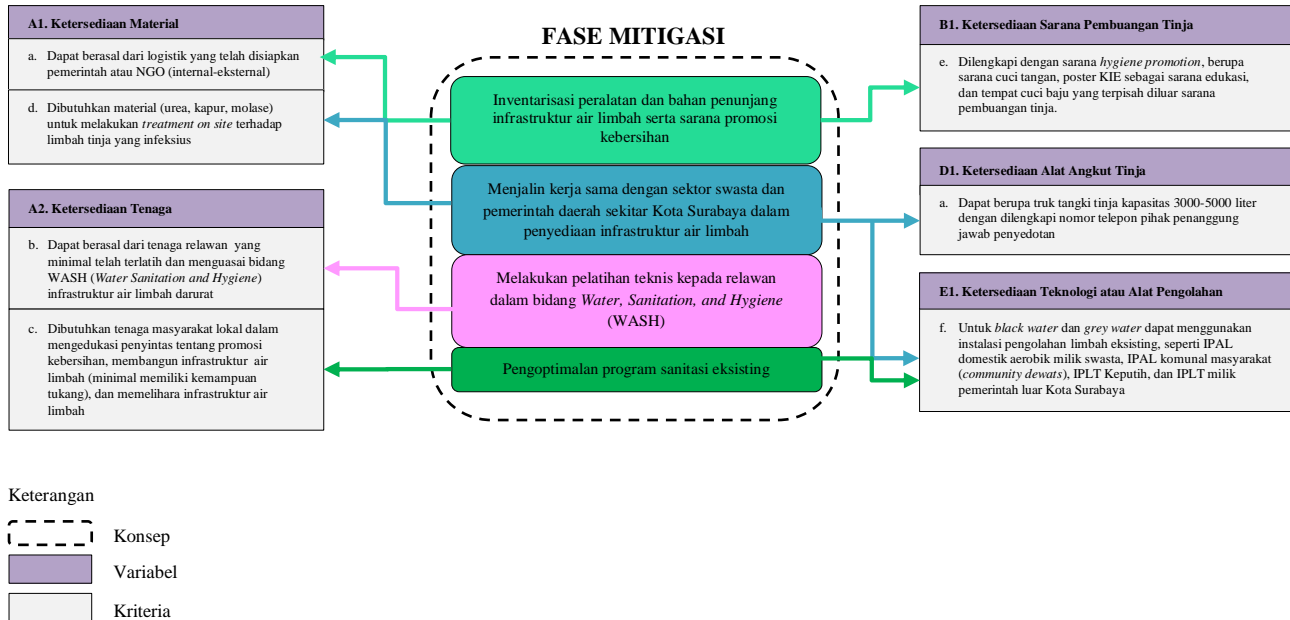 A1. Ketersediaan Material
a. Dapat berasal dari logistik yang telah disiapkan
pemerintah atau NGO (internal-eksternal)
d. Dibutuhkan material (urea, kapur, molase)
untuk melakukan treatment on site terhadap
limbah tinja yang infeksius
A2. Ketersediaan Tenaga
b. Dapat berasal dari tenaga relawan yang
minimal telah terlatih dan menguasai bidang
WASH (Water Sanitation and Hygiene)
infrastruktur air limbah darurat
c. Dibutuhkan tenaga masyarakat lokal dalam
mengedukasi penyintas tentang promosi
kebersihan, membangun infrastruktur air
limbah (minimal memiliki kemampuan
tukang), dan memelihara infrastruktur air
limbah
FASE MITIGASI
Inventarisasi peralatan dan bahan penunjang
infrastruktur air limbah serta sarana promosi
kebersihan
Menjalin kerja sama dengan sektor swasta dan
pemerintah daerah sekitar Kota Surabaya dalam
penyediaan infrastruktur air limbah
Melakukan pelatihan teknis kepada relawan
dalam bidang Water, Sanitation, and Hygiene
(WASH)
Pengoptimalan program sanitasi eksisting
B1. Ketersediaan Sarana Pembuangan Tinja
e. Dilengkapi dengan sarana hygiene promotion, berupa
sarana cuci tangan, poster KIE sebagai sarana edukasi,
dan tempat cuci baju yang terpisah diluar sarana
pembuangan tinja.
D1. Ketersediaan Alat Angkut Tinja
a. Dapat berupa truk tangki tinja kapasitas 3000-5000 liter
dengan dilengkapi nomor telepon pihak penanggung
jawab penyedotan
E1. Ketersediaan Teknologi atau Alat Pengolahan
f. Untuk black water dan grey water dapat menggunakan
instalasi pengolahan limbah eksisting, seperti IPAL
domestik aerobik milik swasta, IPAL komunal masyarakat
(community dewats), IPLT Keputih, dan IPLT milik
pemerintah luar Kota Surabaya
Keterangan
Konsep
Variabel
Kriteria